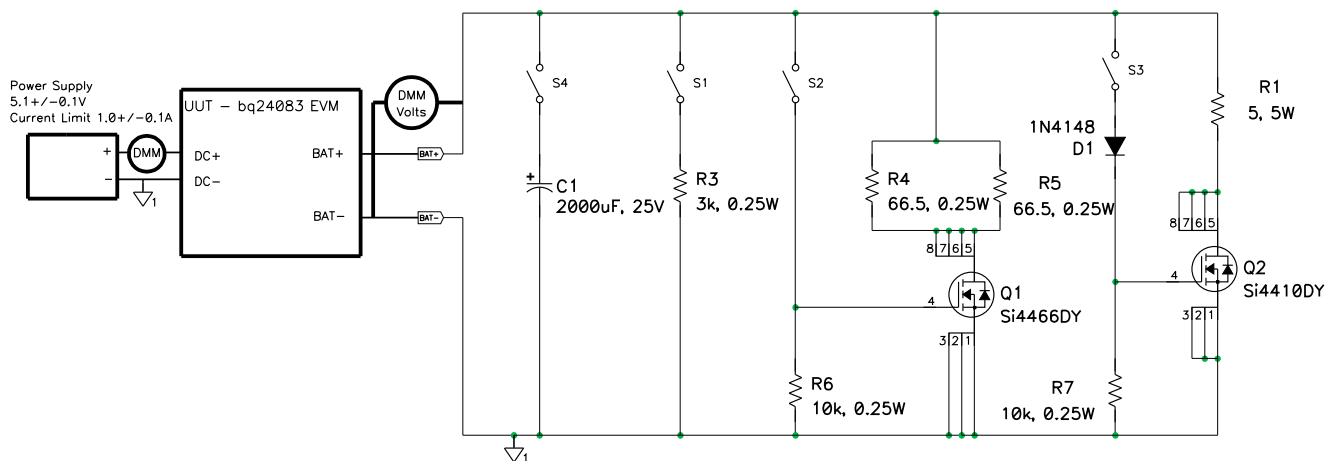 Power Supply
5.1+/-0.1V
Current Limit 1.0+/-0.1A
+
-
DMM
1
UUT - bq24083 EVM
DC+
DC-
BAT+
BAT-
DMM
Volts
BAT+
BAT-
S4
+
C1
2000uF, 25V
S1
R3
3k, 0.25W
S2
R6
10k, 0.25W
R4
66.5, 0.25W
R5
66.5, 0.25W
8 7 6 5
4
Q1
Si4466DY
3 2 1
S3
1N4148
D1
R7
10k, 0.25W
R1
5, 5W
8 7 6 5
4
Q2
Si4410DY
3 2 1
1